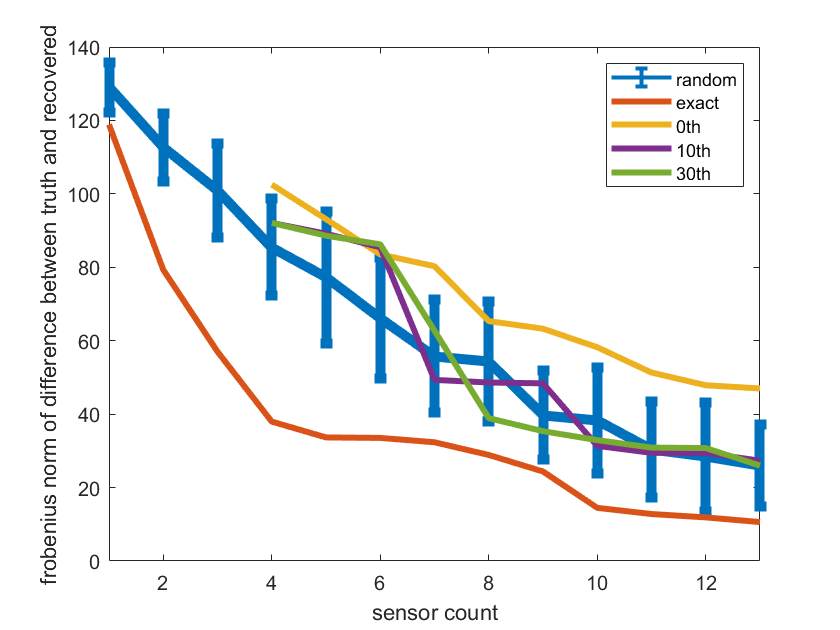 frobenius norm of difference between truth and recovered
140
120
100
80
60
40
20
0
2
4
6
8
10
12
sensor count
random
exact
0th
10th
30th